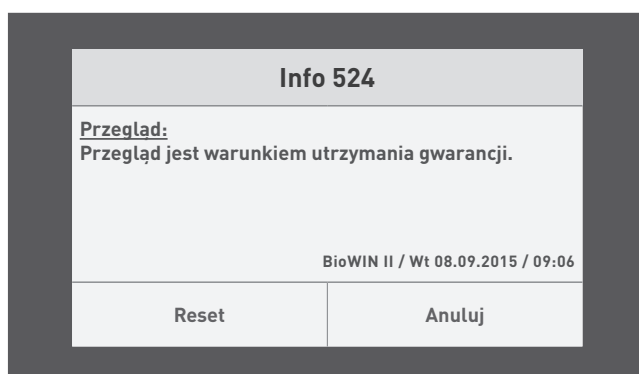 Info 524
Przegląd:
Przegląd jest warunkiem utrzymania gwarancji.
BioWIN II / Wt 08.09.2015 / 09:06
Reset
Anuluj